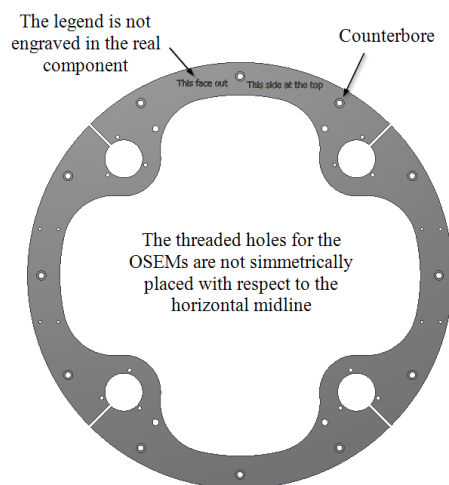 The legend is not
engraved in the real
component
Counterbore
This face out
This side at the top
The threaded holes for the
OSEMs are not simmetrically
placed with respect to the
horizontal midline